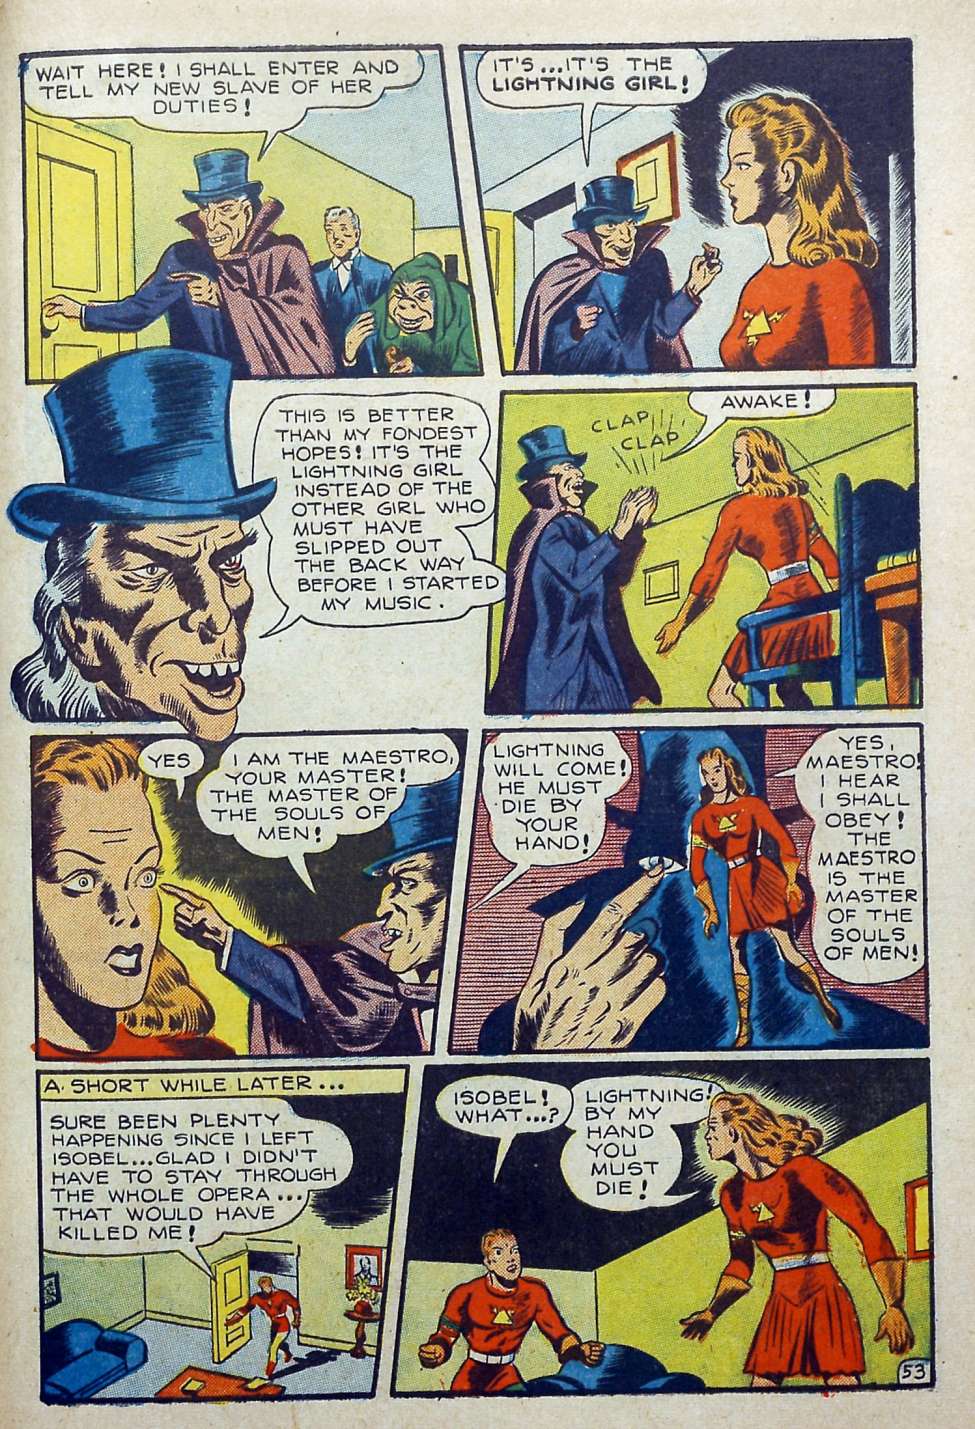 WAIT HERE! I SHALL ENTER AND
TELL MY NEW SLAVE OF HER
DUTIES!
IT'S...IT'S THE
LIGHTNING GIRL!
THIS IS BETTER
THAN MY FONDEST
HOPES! IT'S THE
LIGHTNING GIRL
INSTEAD OF THE
OTHER GIRL WHO
MUST HAVE
SLIPPED OUT
THE BACK WAY
BEFORE I STARTED
MY MUSIC.
CLAP
CLAP
AWAKE!
YES
I AM THE MAESTRO,
YOUR MASTER!
THE MASTER OF
THE SOULS OF
MEN!
LIGHTNING
WILL COME!
HE MUST
DIE BY
YOUR
HAND!
YES,
MAESTRO!
I HEAR
I SHALL
OBEY!
THE
MAESTRO
IS THE
MASTER
OF THE
SOULS
OF MEN!
A SHORT WHILE LATER...
SURE BEEN PLENTY
HAPPENING SINCE I LEFT
ISOBEL...GLAD I DIDN'T
HAVE TO STAY THROUGH
THE WHOLE OPERA...
THAT WOULD HAVE
KILLED ME!
ISOBEL!
WHAT...?
LIGHTNING!
BY MY
HAND
YOU
MUST
DIE!
53